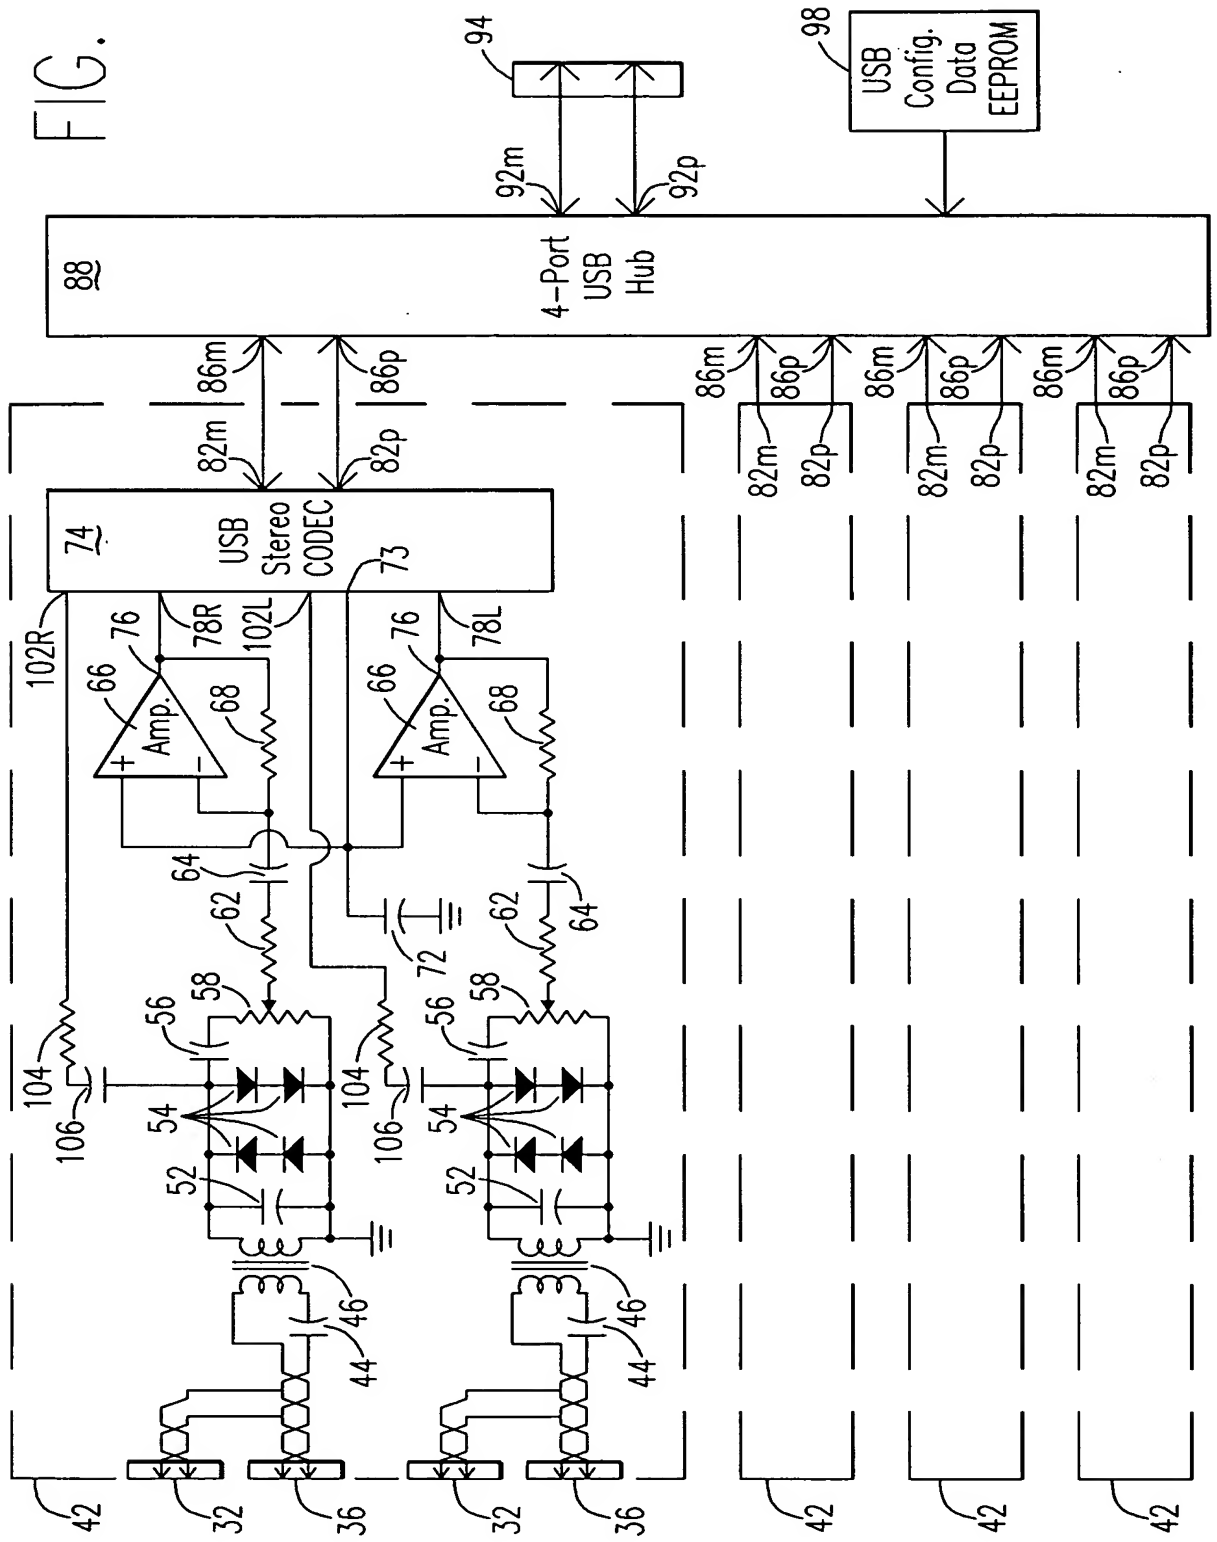 FIG.
94
98
USB
Config.
Data
EEPROM
92m
92p
88
4-Port
USB
Hub
86m
86p
86m
86p
86m
86p
86m
86p
82m
82p
82m
82p
82m
82p
82m
82p
74
USB
Stereo
CODEC
73
102R
76
78R
102L
76
78L
66
Amp.
+
-
68
66
Amp.
+
-
68
64
62
72
64
62
58
56
104
106
54
52
58
56
104
106
54
52
46
44
46
44
42
32
36
32
36
42
42
42